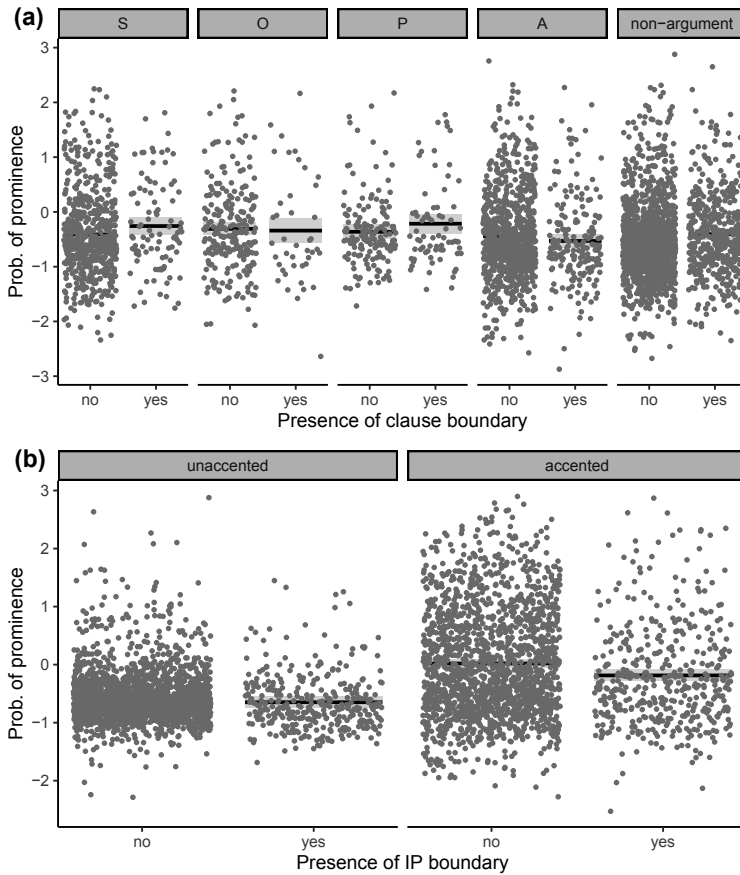 (a)
S O P A non−argument
3
2
1
0
−1
−2
−3
Prob. of prominence
no yes no yes no yes no yes no yes
Presence of clause boundary
(b)
unaccented accented
3
2
1
0
−1
−2
Prob. of prominence
no yes no yes
Presence of IP boundary